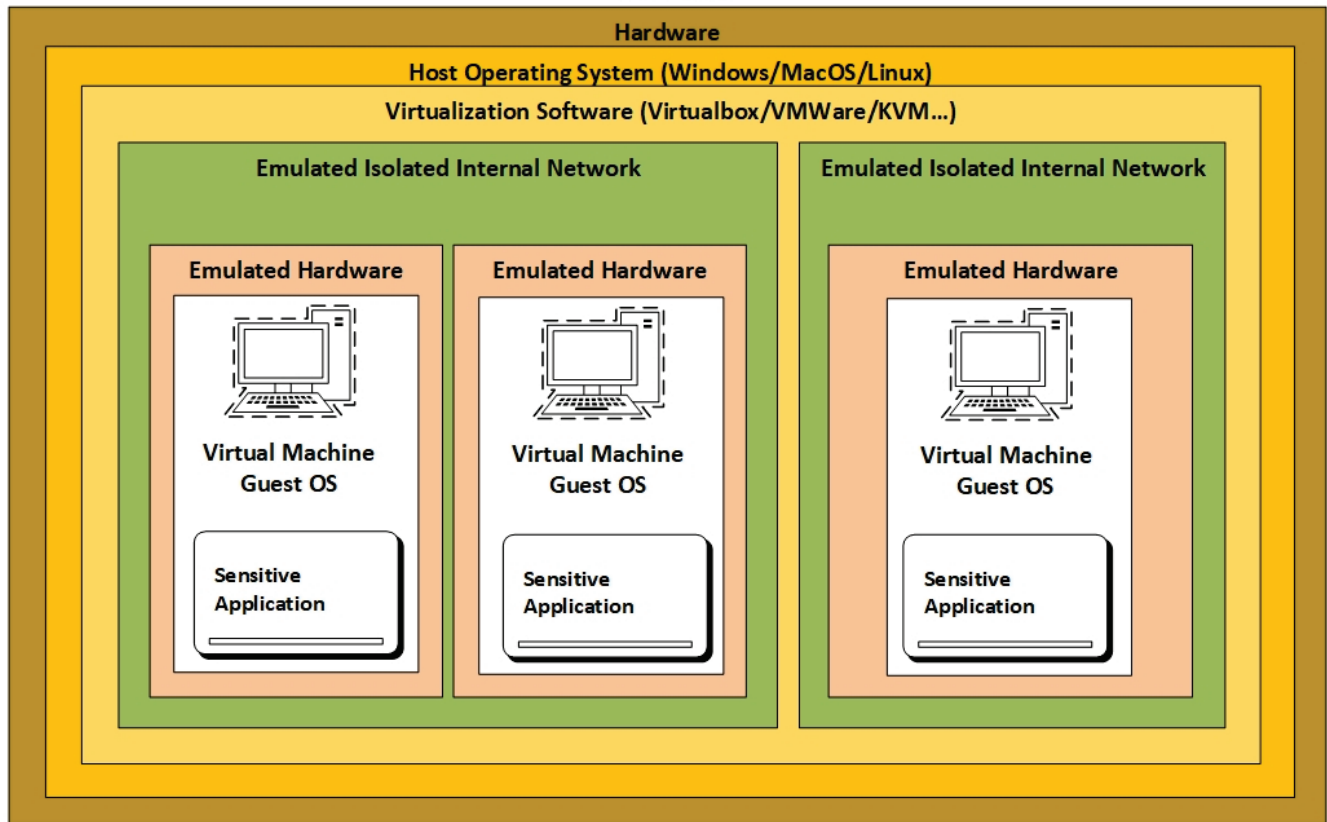 Hardware
Host Operating System (Windows/MacOS/Linux)
Virtualization Software (Virtualbox/VMWare/KVM...)
Emulated Isolated Internal Network
Emulated Hardware
Virtual Machine
Guest OS
Sensitive
Application
Emulated Hardware
Virtual Machine
Guest OS
Sensitive
Application
Emulated Isolated Internal Network
Emulated Hardware
Virtual Machine
Guest OS
Sensitive
Application